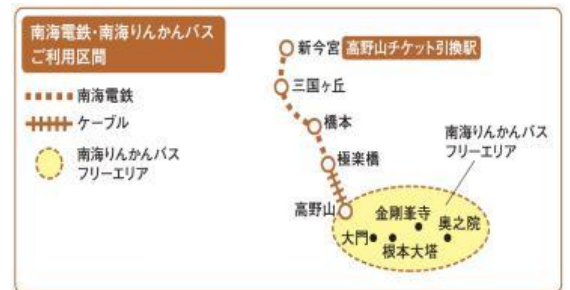 南海電鉄・南海りんかんバス
ご利用区間
南海電鉄
ケーブル
南海りんかんバス
フリーエリア
新今宮 高野山チケット引換駅
三国ヶ丘
橋本
極楽橋
高野山
南海りんかんバス
フリーエリア
金剛峯寺
奥之院
大門
根本大塔